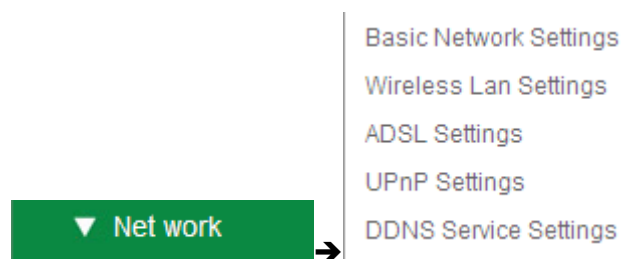 Basic Network Settings
Wireless Lan Settings
ADSL Settings
UPnP Settings
▼ Net work
➔
DDNS Service Settings